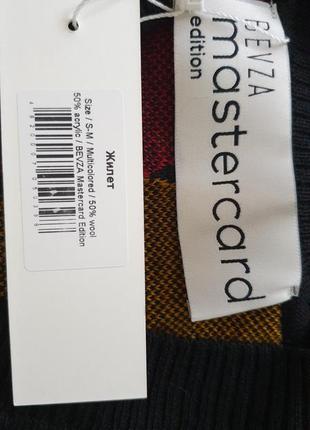 Жилет
Size / S-M / Multicolored / 50% wool
50% acrylic / BEVZA Mastercard Edition
BEVZA
mastercard
edition